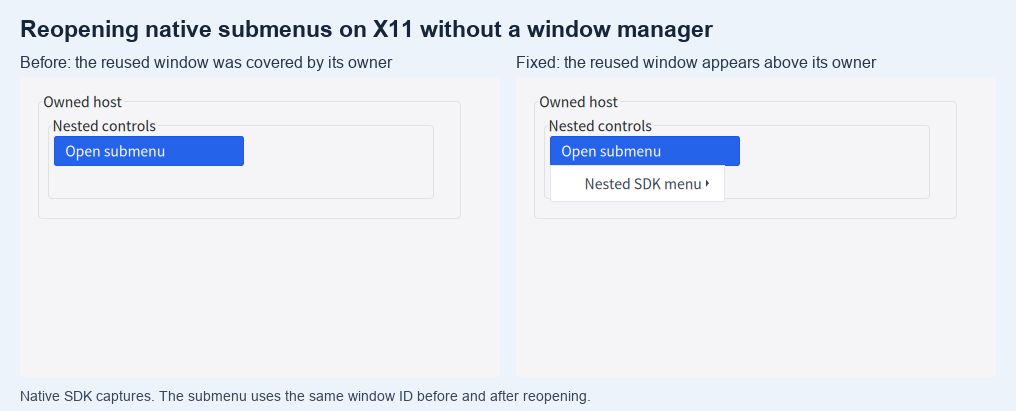 Reopening native submenus on X11 without a window manager
Before: the reused window was covered by its owner
Owned host
Nested controls
Open submenu
Fixed: the reused window appears above its owner
Owned host
Nested controls
Open submenu
Nested SDK menu
Native SDK captures. The submenu uses the same window ID before and after reopening.